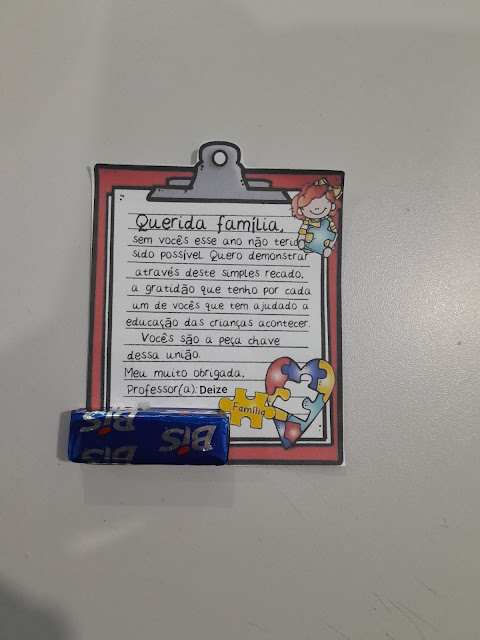 Querida família,
sem vocês esse ano não teria
sido possível. Quero demonstrar
através deste simples recado,
a gratidão que tenho por cada
um de vocês que tem ajudado a
educação das crianças acontecer.
Vocês são a peça chave
dessa união.
Meu muito obrigada,
Professor(a): Deize
Família
BIS
BIS
BIS
BIS